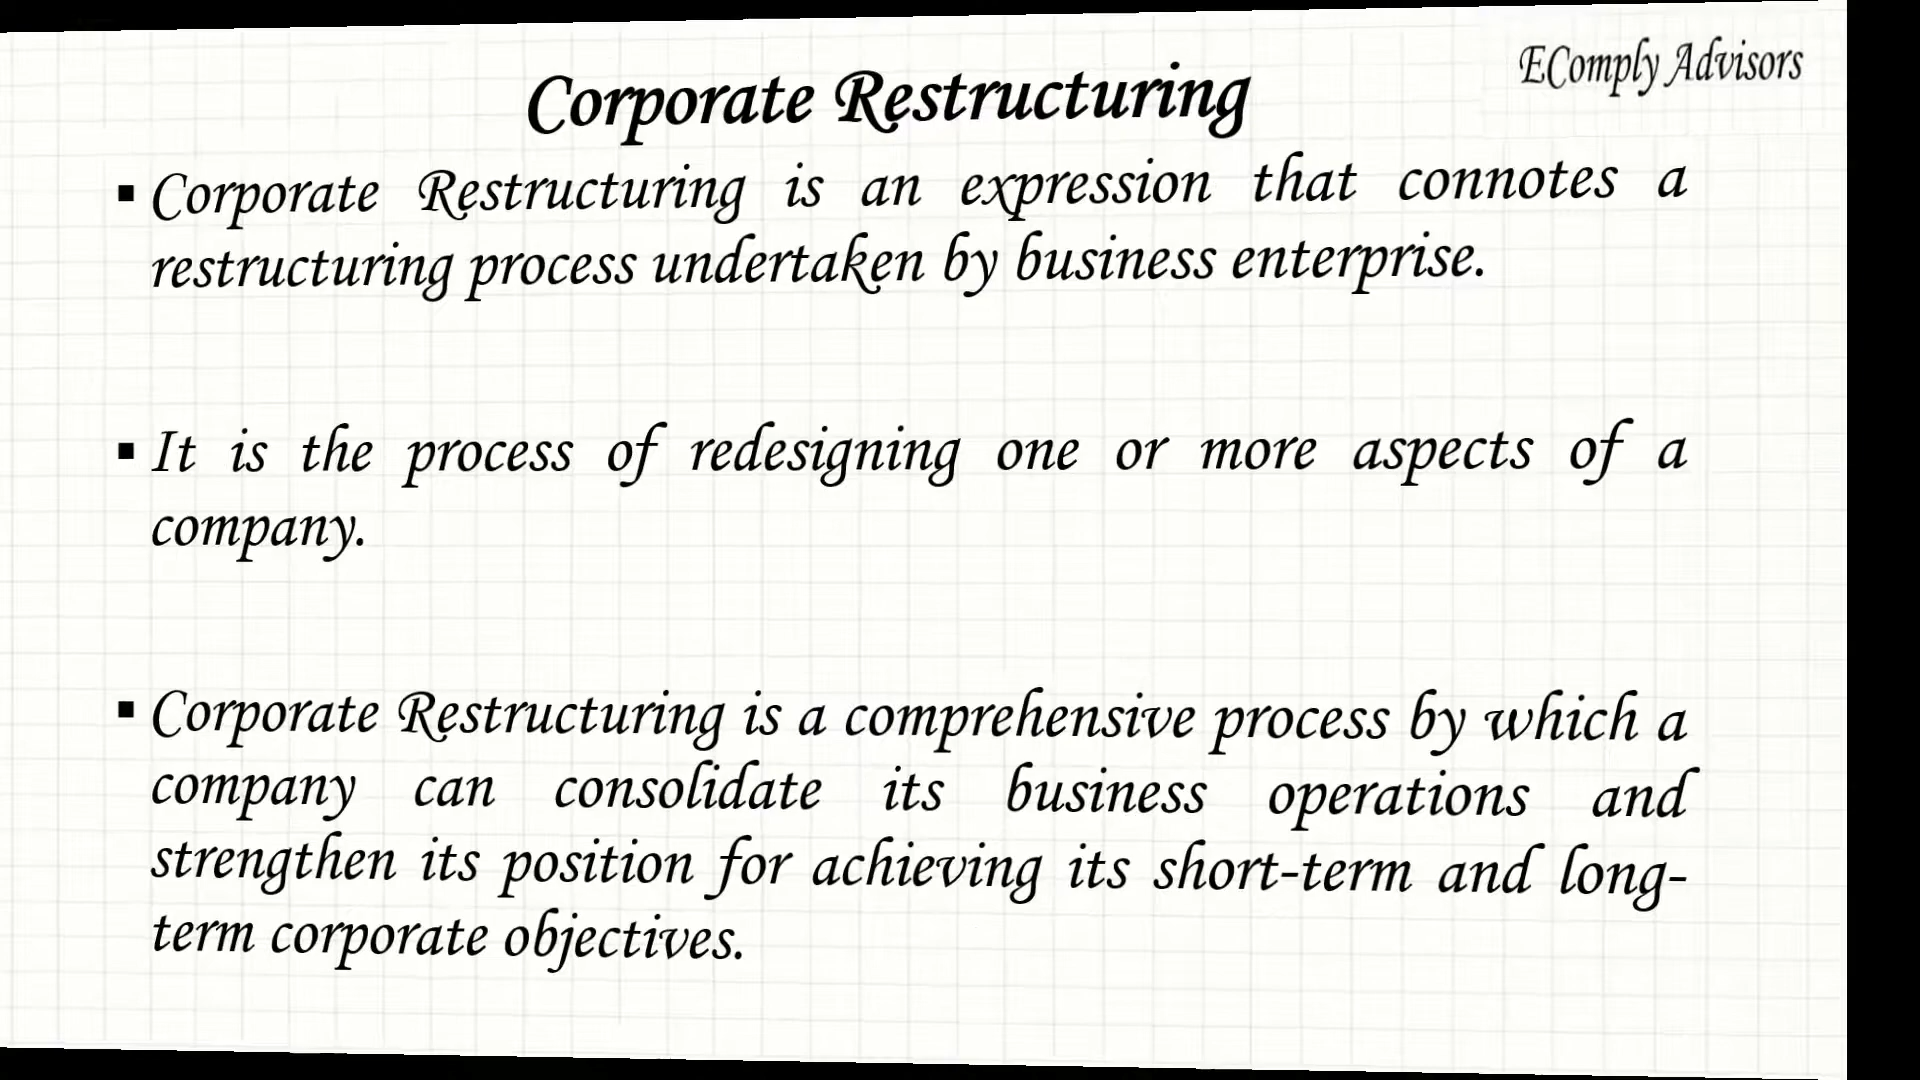 EComply Advisors
Corporate Restructuring
▪ Corporate Restructuring is an expression that connotes a
restructuring process undertaken by business enterprise.
▪ It is the process of redesigning one or more aspects of a
company.
▪ Corporate Restructuring is a comprehensive process by which a
company can consolidate its business operations and
strengthen its position for achieving its short-term and long-
term corporate objectives.